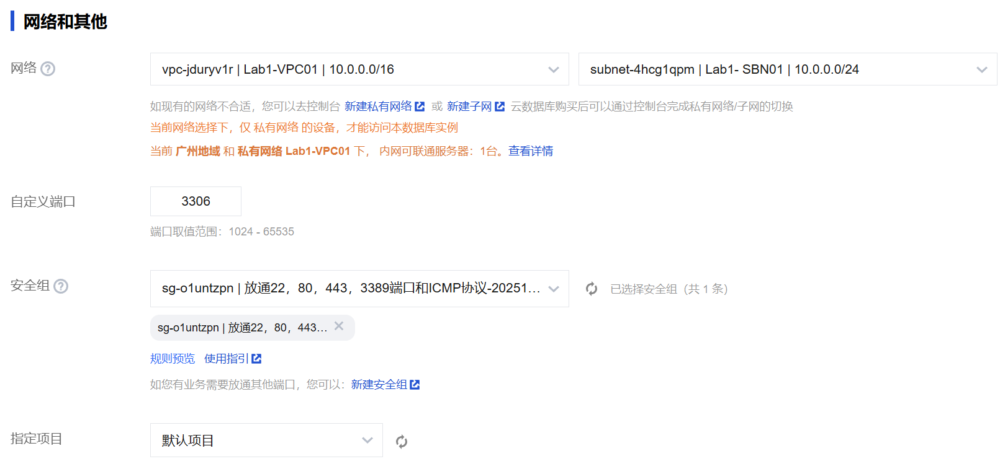 网络和其他
网络
vpc-jduryv1r | Lab1-VPC01 | 10.0.0.0/16
subnet-4hcg1qpm | Lab1- SBN01 | 10.0.0.0/24
如现有的网络不合适，您可以去控制台 新建私有网络 或 新建子网 云数据库购买后可以通过控制台完成私有网络/子网的切换
当前网络选择下，仅 私有网络 的设备，才能访问本数据库实例
当前 广州地域 和 私有网络 Lab1-VPC01 下， 内网可联通服务器：1台。查看详情
自定义端口
3306
端口取值范围：1024 - 65535
安全组
sg-o1untzpn | 放通22，80，443，3389端口和ICMP协议-20251...
已选择安全组（共 1 条）
sg-o1untzpn | 放通22，80，443...
规则预览 使用指引
如您有业务需要放通其他端口，您可以：新建安全组
指定项目
默认项目